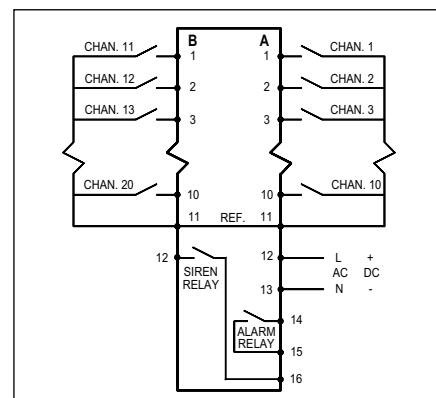 B A
CHAN. 11 1 1 CHAN. 1
CHAN. 12 2 2 CHAN. 2
CHAN. 13 3 3 CHAN. 3
CHAN. 20 10 10 CHAN. 10
11 REF. 11
12 SIREN RELAY 12 L +
AC DC
13 N -
14
ALARM RELAY
15
16